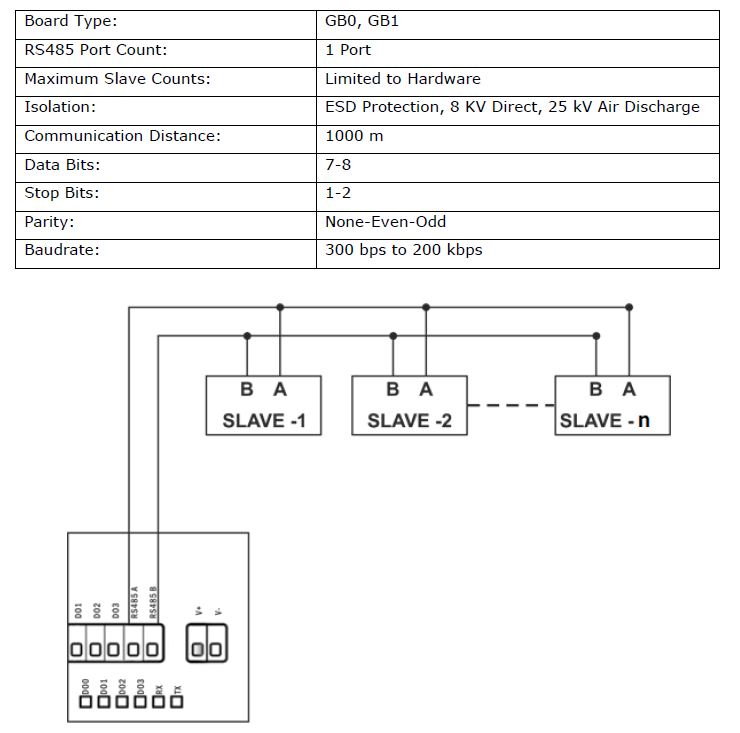 Board Type: GB0, GB1
RS485 Port Count: 1 Port
Maximum Slave Counts: Limited to Hardware
Isolation: ESD Protection, 8 KV Direct, 25 kV Air Discharge
Communication Distance: 1000 m
Data Bits: 7-8
Stop Bits: 1-2
Parity: None-Even-Odd
Baudrate: 300 bps to 200 kbps
B A B A B A
SLAVE -1 SLAVE -2 SLAVE - n
DO1 DO2 DO3 RS485 A RS485 B V+ V-
DO0 DO1 DO2 DO3 RX TX